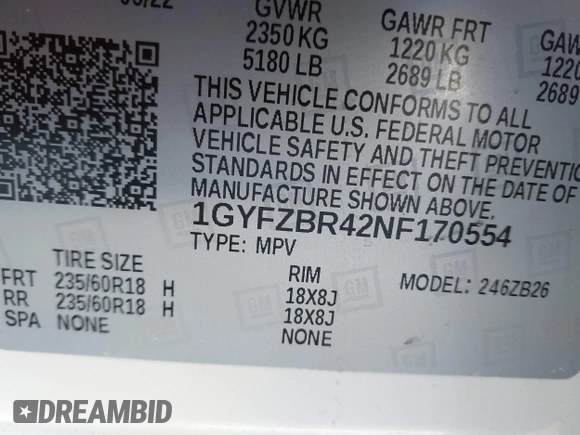 GVWR
2350 KG
5180 LB
GAWR FRT
1220 KG
2689 LB
THIS VEHICLE CONFORMS TO ALL
APPLICABLE U.S. FEDERAL MOTOR
VEHICLE SAFETY AND THEFT PREVENTIO
STANDARDS IN EFFECT ON THE DATE OF
MANUFACTURE SHOWN ABOVE.
1GYFZBR42NF170554
TYPE: MPV
TIRE SIZE
FRT 235/60R18 H
RR 235/60R18 H
SPA NONE
RIM
18X8J
18X8J
NONE
MODEL: 246ZB26
GM
DREAMBID